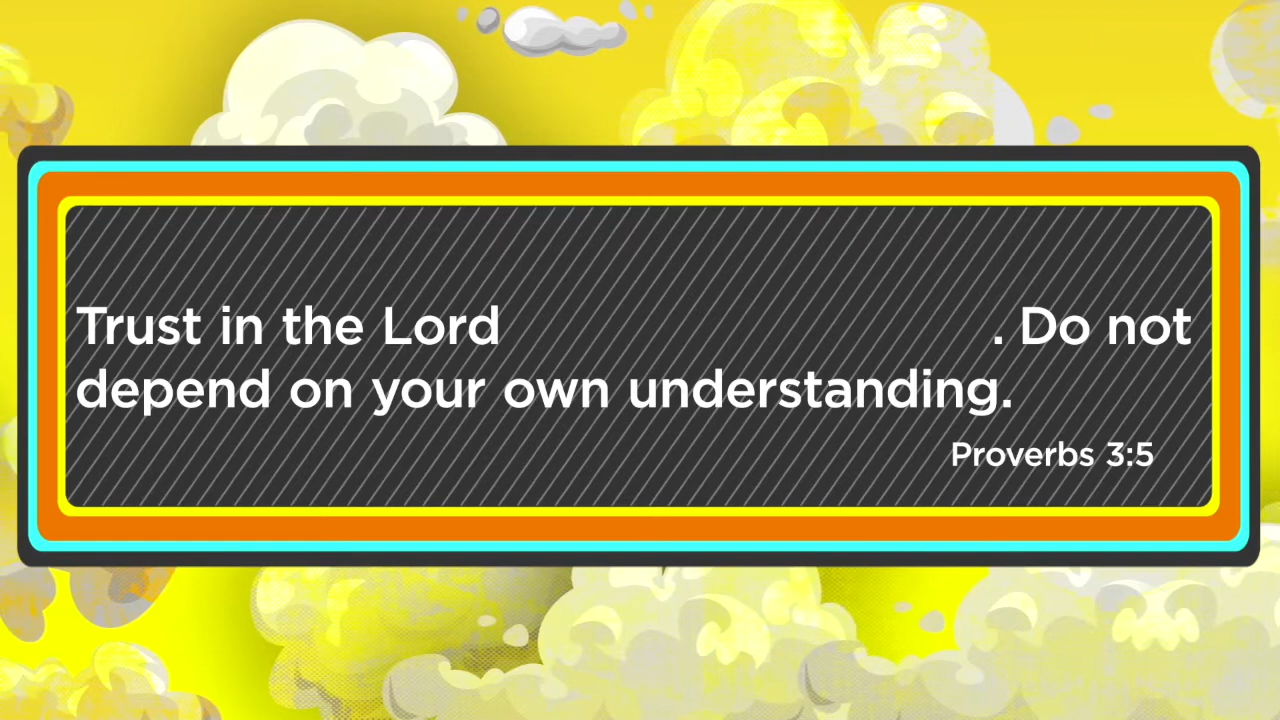 Trust in the Lord . Do not
depend on your own understanding.
Proverbs 3:5